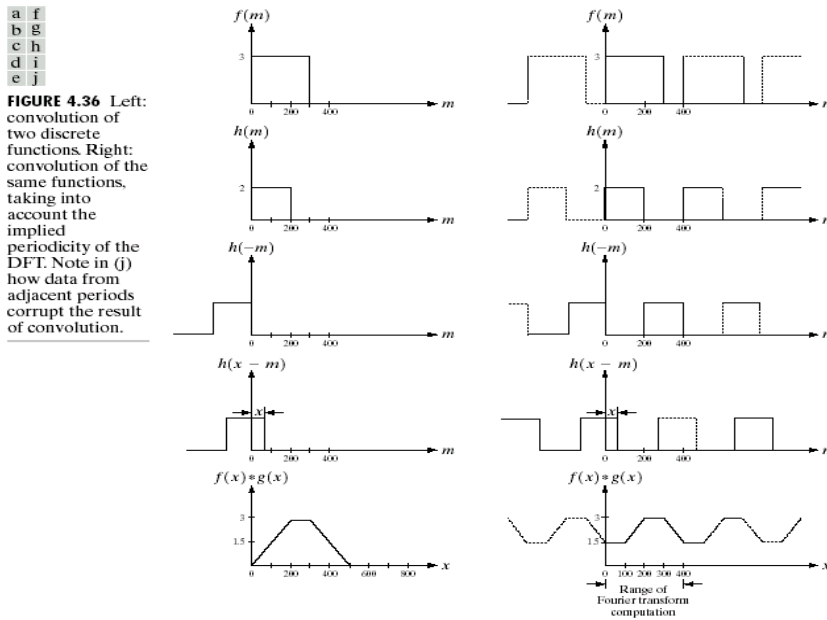 a f
b g
c h
d i
e j
FIGURE 4.36 Left:
convolution of
two discrete
functions. Right:
convolution of the
same functions,
taking into
account the
implied
periodicity of the
DFT. Note in (j)
how data from
adjacent periods
corrupt the result
of convolution.
f(m)
3
0 200 400 m
h(m)
2
0 200 400 m
h(−m)
0 200 400 m
h(x − m)
x
0 200 400 m
f(x)*g(x)
3
1.5
0 200 400 600 800 x
f(m)
3
0 200 400
h(m)
2
0 200 400
h(−m)
0 200 400
h(x − m)
x
0 200 400
f(x)*g(x)
3
1.5
0 100 200 300 400 x
Range of
Fourier transform
computation